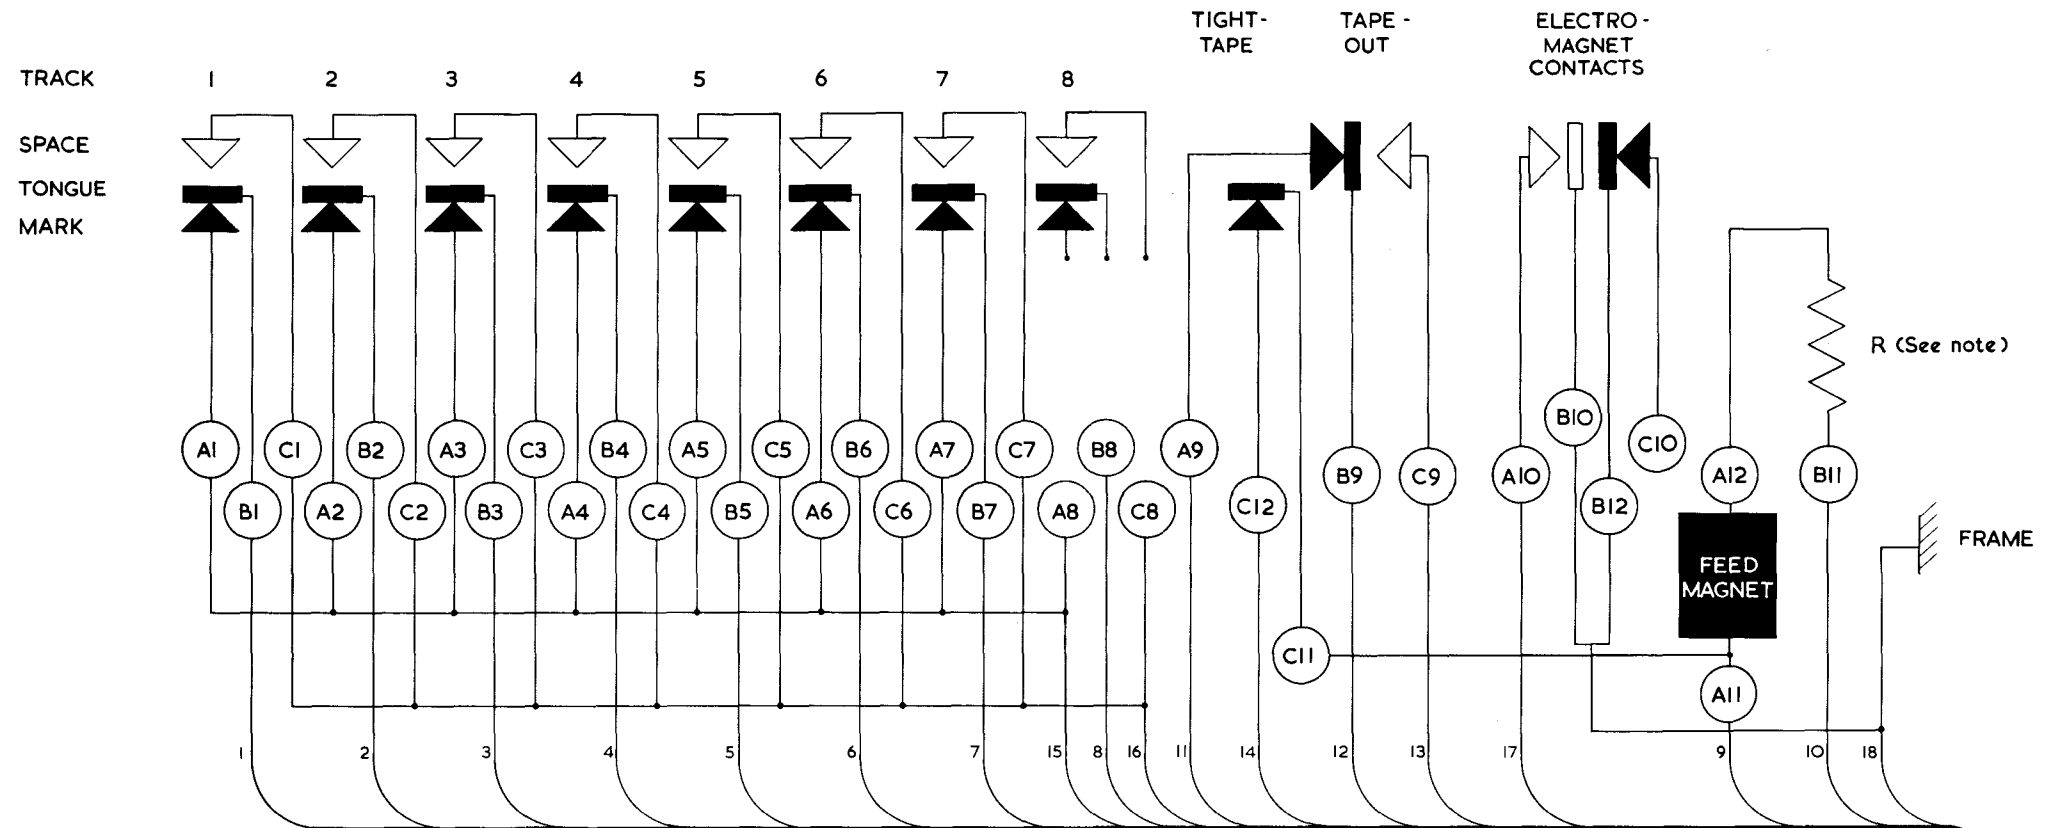 TIGHT-
TAPE
TAPE -
OUT
ELECTRO -
MAGNET
CONTACTS
TRACK 1 2 3 4 5 6 7 8
SPACE
TONGUE
MARK
R (See note)
B10
C10
A1 C1 B2 A3 C3 B4 A5 C5 B6 A7 C7 B8 A9
B9 C9 A10 A12 B11
B1 A2 C2 B3 A4 C4 B5 A6 C6 B7 A8 C8 C12 B12
FRAME
FEED
MAGNET
C11
A11
1 2 3 4 5 6 7 15 8 16 11 14 12 13 17 9 10 18